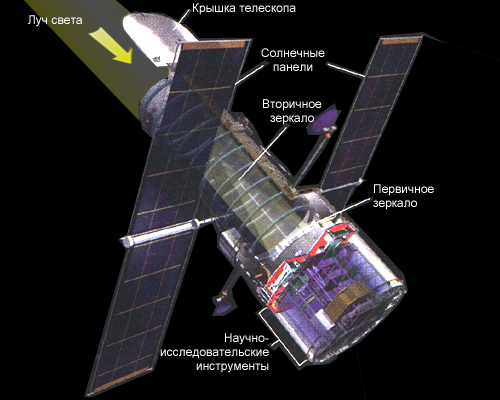 Крышка телескопа
Луч света
Солнечные
панели
Вторичное
зеркало
Первичное
зеркало
Научно-
исследовательские
инструменты